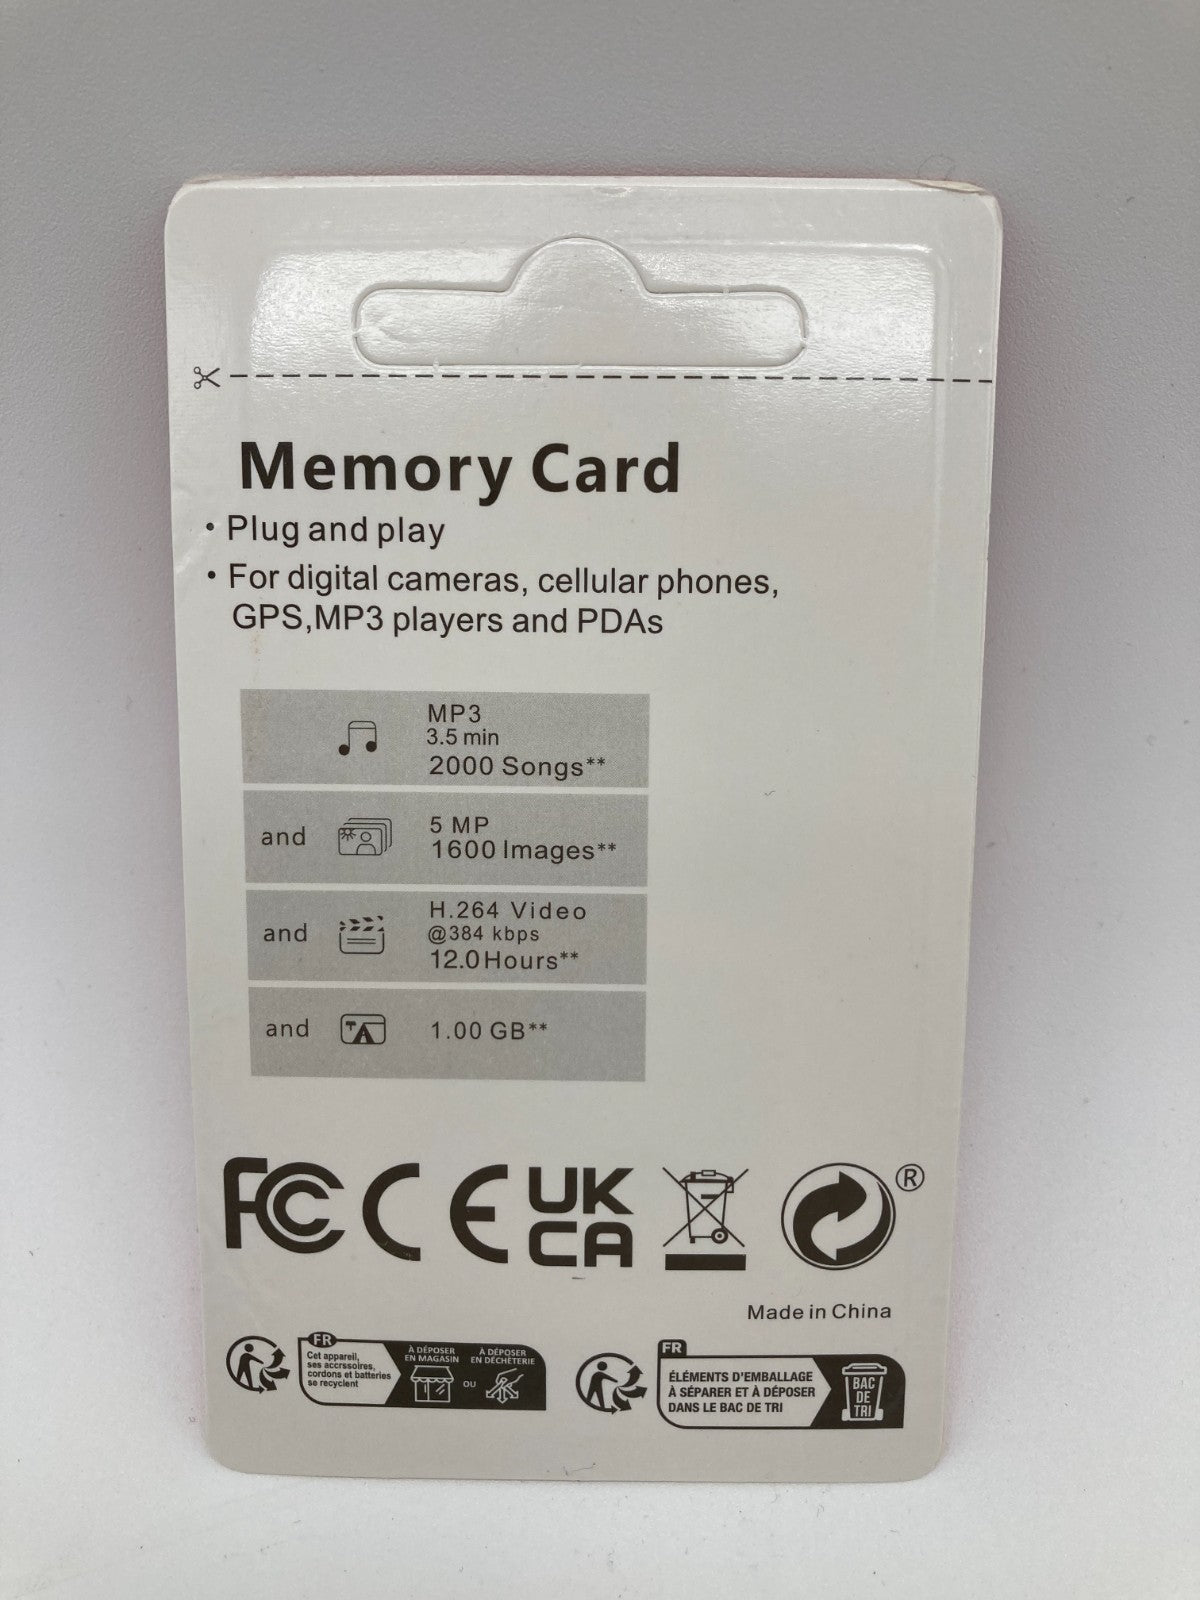 Memory Card
• Plug and play
• For digital cameras, cellular phones,
GPS,MP3 players and PDAs
MP3
3.5 min
2000 Songs**
and
5 MP
1600 Images**
and
H.264 Video
@384 kbps
12.0Hours**
and
1.00 GB**
FC CE UK
CA
®
Made in China
FR
Cet appareil,
ses accrssoires,
cordons et batteries
se recyclent
À DÉPOSER
EN MAGASIN
OU
À DÉPOSER
EN DÉCHÈTERIE
FR
ÉLÉMENTS D'EMBALLAGE
À SÉPARER ET À DÉPOSER
DANS LE BAC DE TRI
BAC
DE
TRI